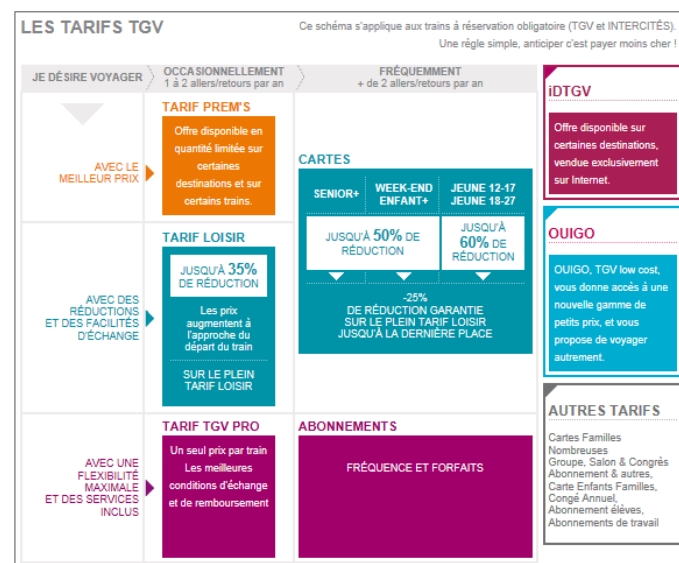 LES TARIFS TGV
Ce schéma s'applique aux trains à réservation obligatoire (TGV et INTERCITÉS).
Une régle simple, anticiper c'est payer moins cher !
JE DÉSIRE VOYAGER
OCCASIONNELLEMENT
1 à 2 allers/retours par an
FRÉQUEMMENT
+ de 2 allers/retours par an
AVEC LE
MEILLEUR PRIX
TARIF PREM'S
Offre disponible en
quantité limitée sur
certaines
destinations et sur
certains trains.
AVEC DES
RÉDUCTIONS
ET DES FACILITÉS
D'ÉCHANGE
TARIF LOISIR
JUSQU'À 35%
DE RÉDUCTION
Les prix
augmentent à
l'approche du
départ du train
SUR LE PLEIN
TARIF LOISIR
CARTES
SENIOR+
WEEK-END
ENFANT+
JEUNE 12-17
JEUNE 18-27
JUSQU'À 50% DE
RÉDUCTION
JUSQU'À
60% DE
RÉDUCTION
-25%
DE RÉDUCTION GARANTIE
SUR LE PLEIN TARIF LOISIR
JUSQU'À LA DERNIÈRE PLACE
AVEC UNE
FLEXIBILITÉ
MAXIMALE
ET DES SERVICES
INCLUS
TARIF TGV PRO
Un seul prix par train
Les meilleures
conditions d'échange
et de remboursement
ABONNEMENTS
FRÉQUENCE ET FORFAITS
iDTGV
Offre disponible sur
certaines destinations,
vendue exclusivement
sur Internet.
OUIGO
OUIGO, TGV low cost,
vous donne accès à une
nouvelle gamme de
petits prix, et vous
propose de voyager
autrement.
AUTRES TARIFS
Cartes Familles
Nombreuses
Groupe, Salon & Congrès
Abonnement & autres,
Carte Enfants Familles,
Congé Annuel,
Abonnement élèves,
Abonnements de travail